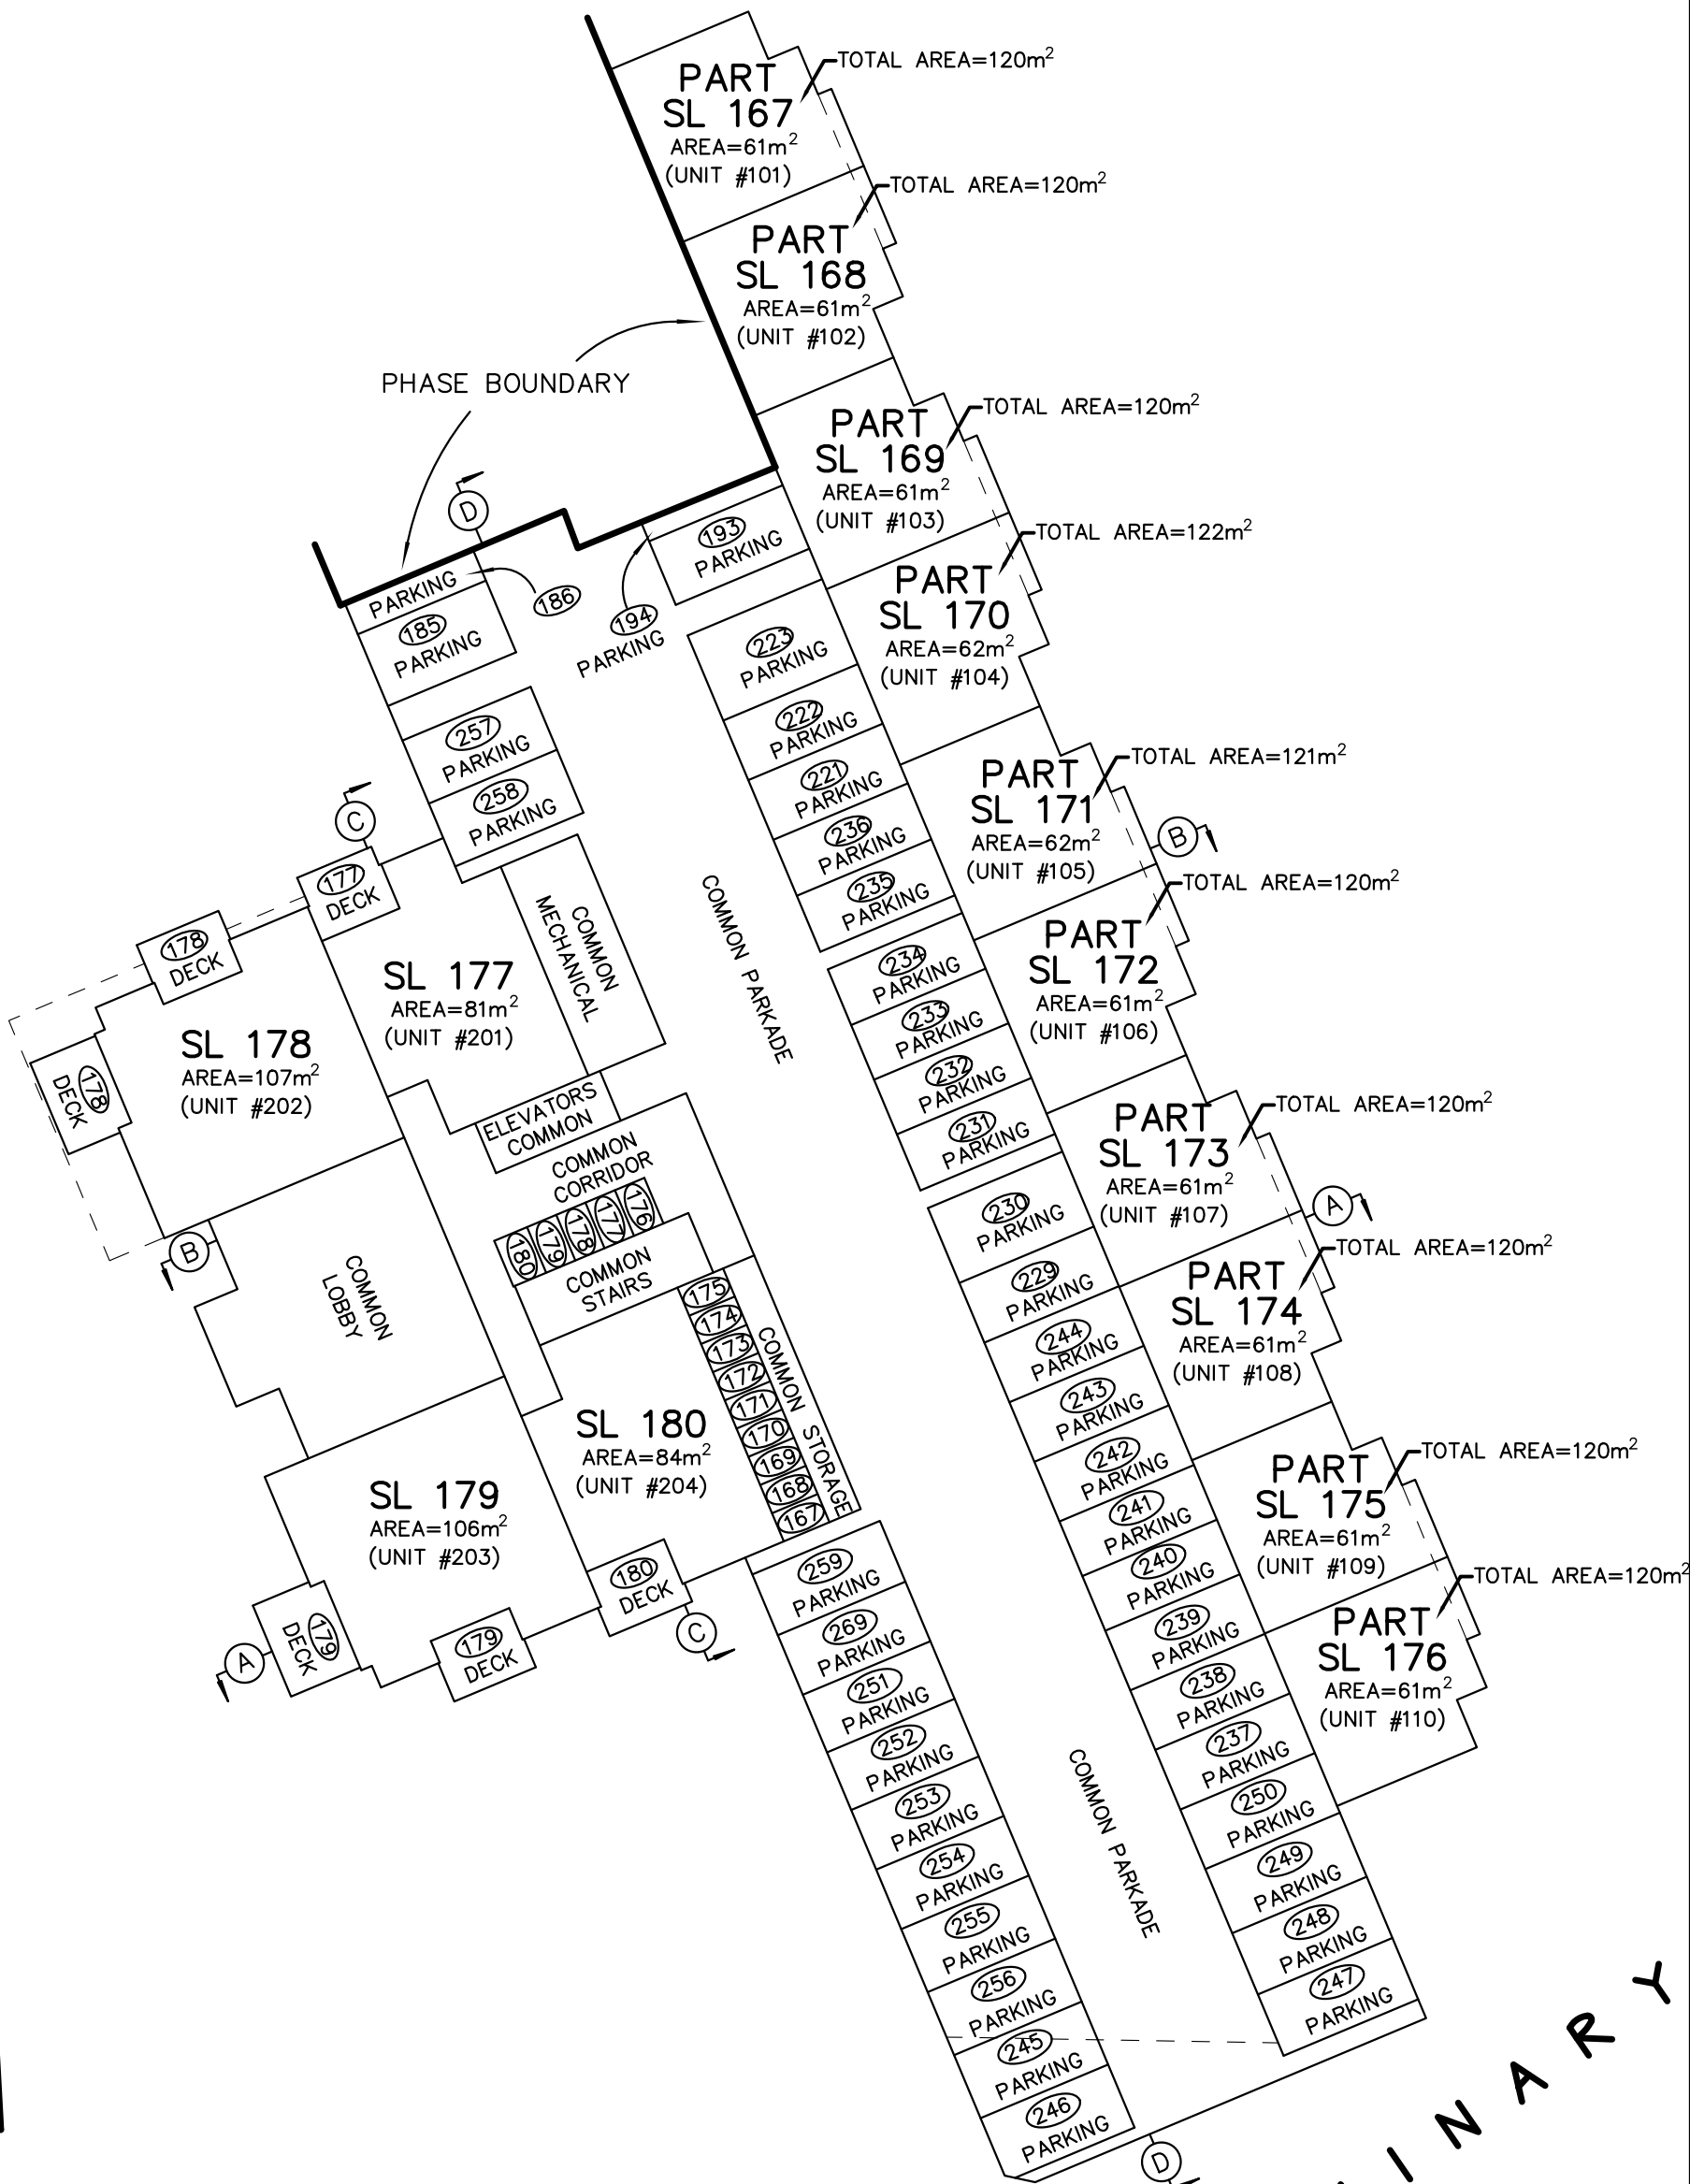 PART
SL 167
AREA=61m²
(UNIT #101)
TOTAL AREA=120m²
PART
SL 168
AREA=61m²
(UNIT #102)
TOTAL AREA=120m²
PHASE BOUNDARY
PART
SL 169
AREA=61m²
(UNIT #103)
TOTAL AREA=120m²
PART
SL 170
AREA=62m²
(UNIT #104)
TOTAL AREA=122m²
PART
SL 171
AREA=62m²
(UNIT #105)
TOTAL AREA=121m²
B
PART
SL 172
AREA=61m²
(UNIT #106)
TOTAL AREA=120m²
PART
SL 173
AREA=61m²
(UNIT #107)
TOTAL AREA=120m²
A
PART
SL 174
AREA=61m²
(UNIT #108)
TOTAL AREA=120m²
PART
SL 175
AREA=61m²
(UNIT #109)
TOTAL AREA=120m²
PART
SL 176
AREA=61m²
(UNIT #110)
TOTAL AREA=120m²
D
PARKING
186
185
PARKING
193
PARKING
194
PARKING
257
PARKING
258
PARKING
223
PARKING
222
PARKING
221
PARKING
236
PARKING
235
PARKING
234
PARKING
233
PARKING
232
PARKING
231
PARKING
230
PARKING
229
PARKING
244
PARKING
243
PARKING
242
PARKING
241
PARKING
240
PARKING
239
PARKING
238
PARKING
237
PARKING
250
PARKING
249
PARKING
248
PARKING
247
PARKING
COMMON PARKADE
C
177
DECK
178
DECK
178
DECK
SL 177
AREA=81m²
(UNIT #201)
COMMON
MECHANICAL
SL 178
AREA=107m²
(UNIT #202)
ELEVATORS
COMMON
COMMON
CORRIDOR
180
179
178
177
176
COMMON
STAIRS
B
COMMON
LOBBY
175
174
173
172
171
170
169
168
167
COMMON STORAGE
SL 180
AREA=84m²
(UNIT #204)
SL 179
AREA=106m²
(UNIT #203)
180
DECK
179
DECK
179
DECK
A
C
259
PARKING
269
PARKING
251
PARKING
252
PARKING
253
PARKING
254
PARKING
255
PARKING
256
PARKING
245
PARKING
246
PARKING
COMMON PARKADE
D
INARY